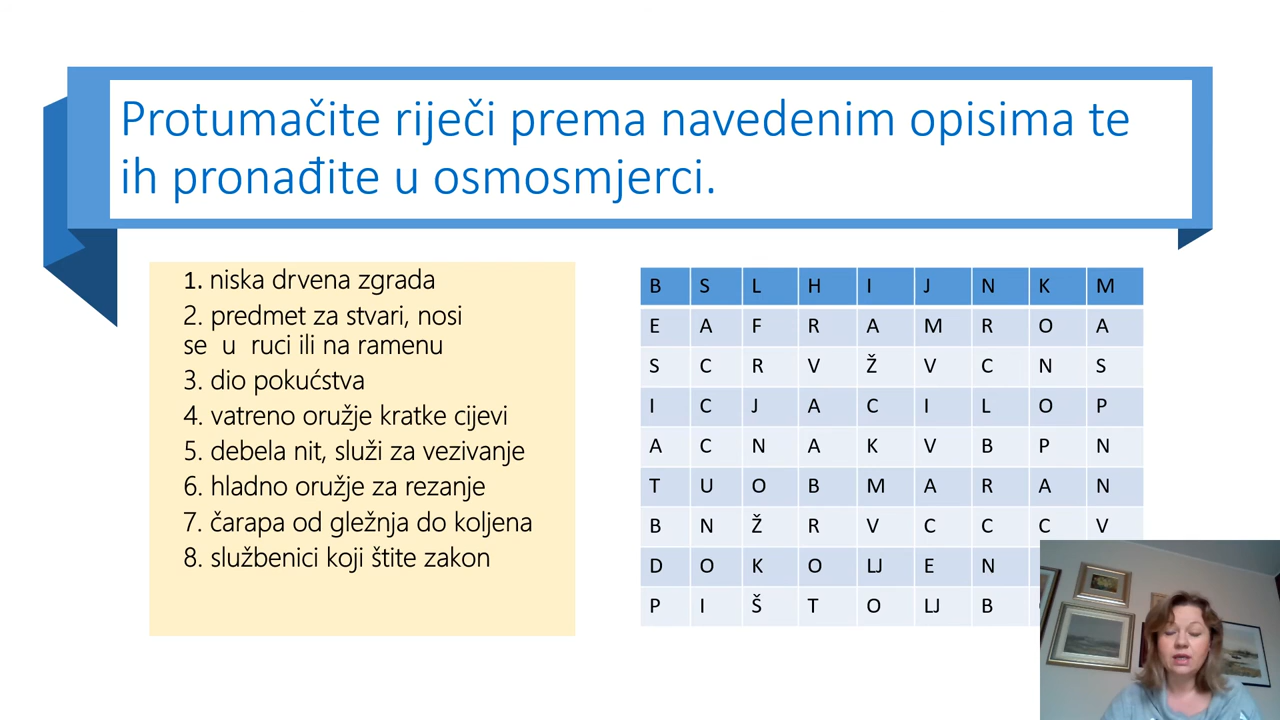 Protumačite riječi prema navedenim opisima te
ih pronađite u osmosmjerci.
1. niska drvena zgrada
2. predmet za stvari, nosi
se u ruci ili na ramenu
3. dio pokućstva
4. vatreno oružje kratke cijevi
5. debela nit, služi za vezivanje
6. hladno oružje za rezanje
7. čarapa od gležnja do koljena
8. službenici koji štite zakon
B S L H I J N K M
E A F R A M R O A
S C R V Ž V C N S
I C J A C I L O P
A C N A K V B P N
T U O B M A R A N
B N Ž R V C C C V
D O K O LJ E N
P I Š T O LJ B